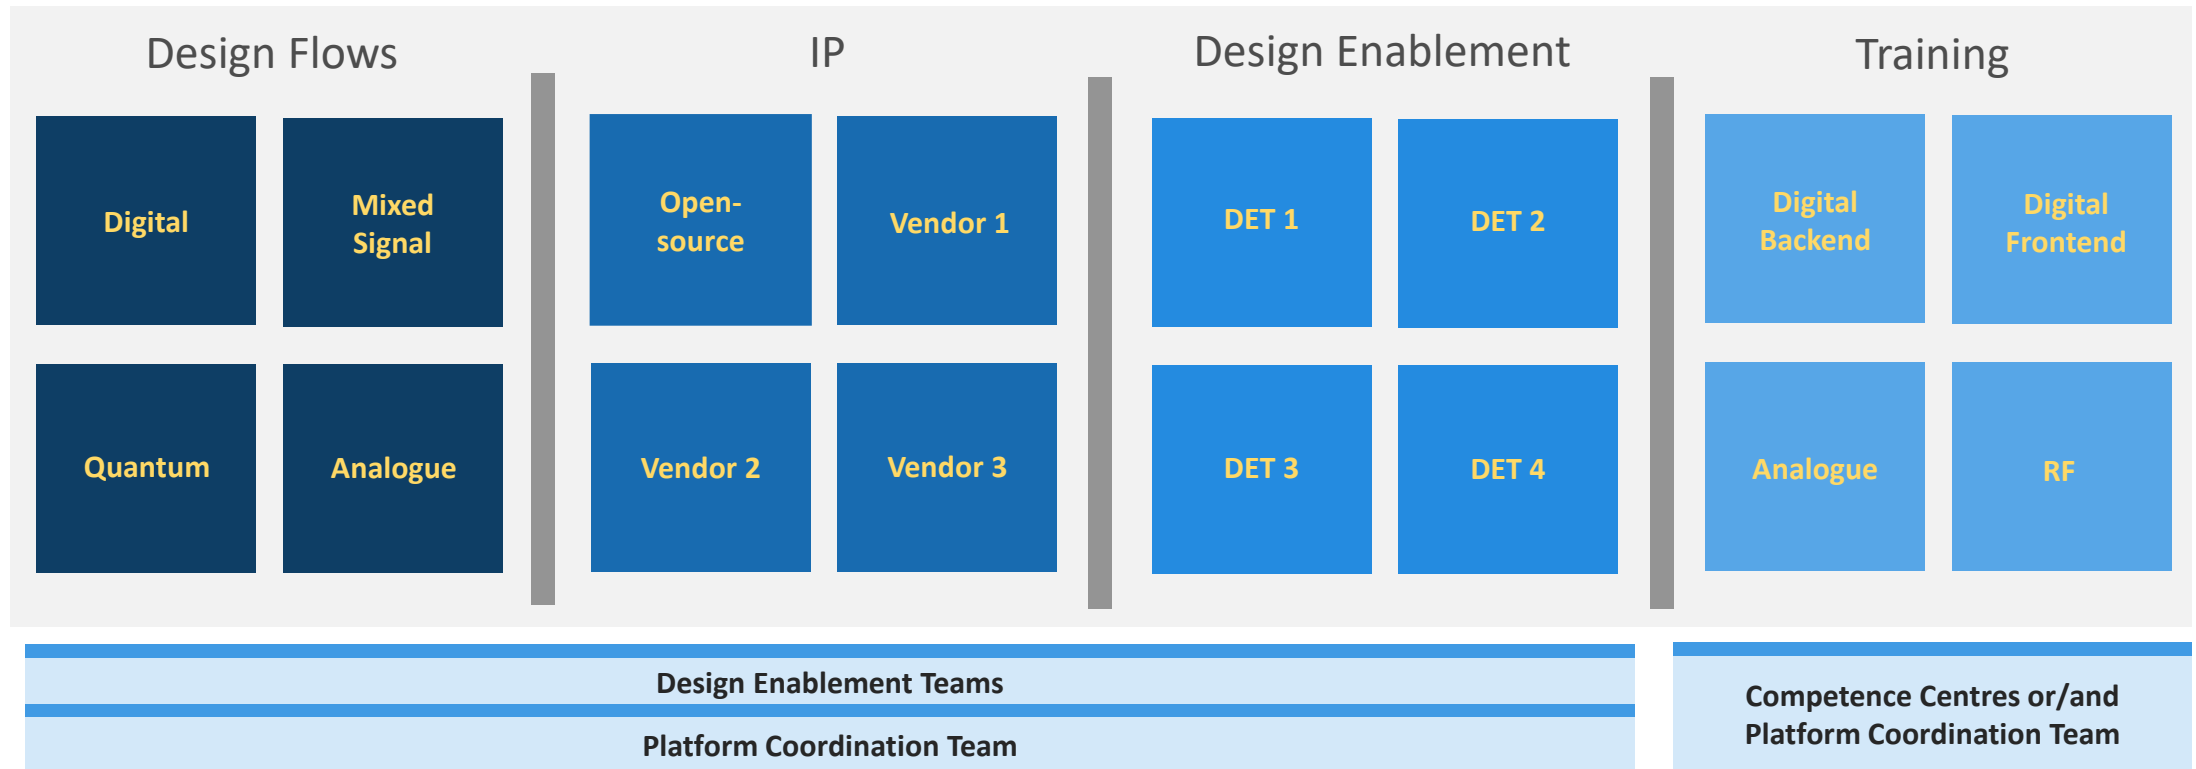 Design Flows
IP
Design Enablement
Training
Digital
Mixed
Signal
Open-
source
Vendor 1
DET 1
DET 2
Digital
Backend
Digital
Frontend
Quantum
Analogue
Vendor 2
Vendor 3
DET 3
DET 4
Analogue
RF
Design Enablement Teams
Platform Coordination Team
Competence Centres or/and
Platform Coordination Team